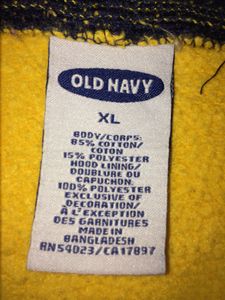 OLD NAVY
XL
BODY/CORPS:
85% COTTON/
COTON
15% POLYESTER
HOOD LINING/
DOUBLURE DU
CAPUCHON:
100% POLYESTER
EXCLUSIVE OF
DECORATION/
À L'EXCEPTION
DES GARNITURES
MADE IN
BANGLADESH
RN54023/CA17897